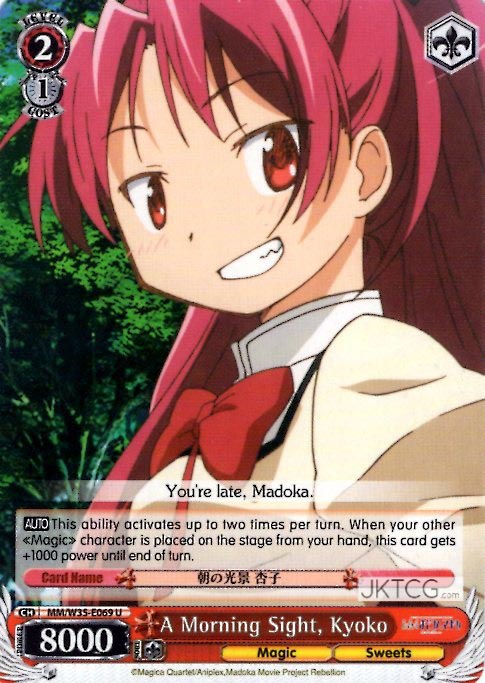 LEVEL
2
1
COST
You're late, Madoka.
AUTO This ability activates up to two times per turn. When your other
«Magic» character is placed on the stage from your hand, this card gets
+1000 power until end of turn.
Card Name 朝の光景 杏子
JKTCG.com
CH MM/W35-E069 U
POWER 8000 SOUL
A Morning Sight, Kyoko
Magic Sweets
©Magica Quartet/Aniplex,Madoka Movie Project Rebellion